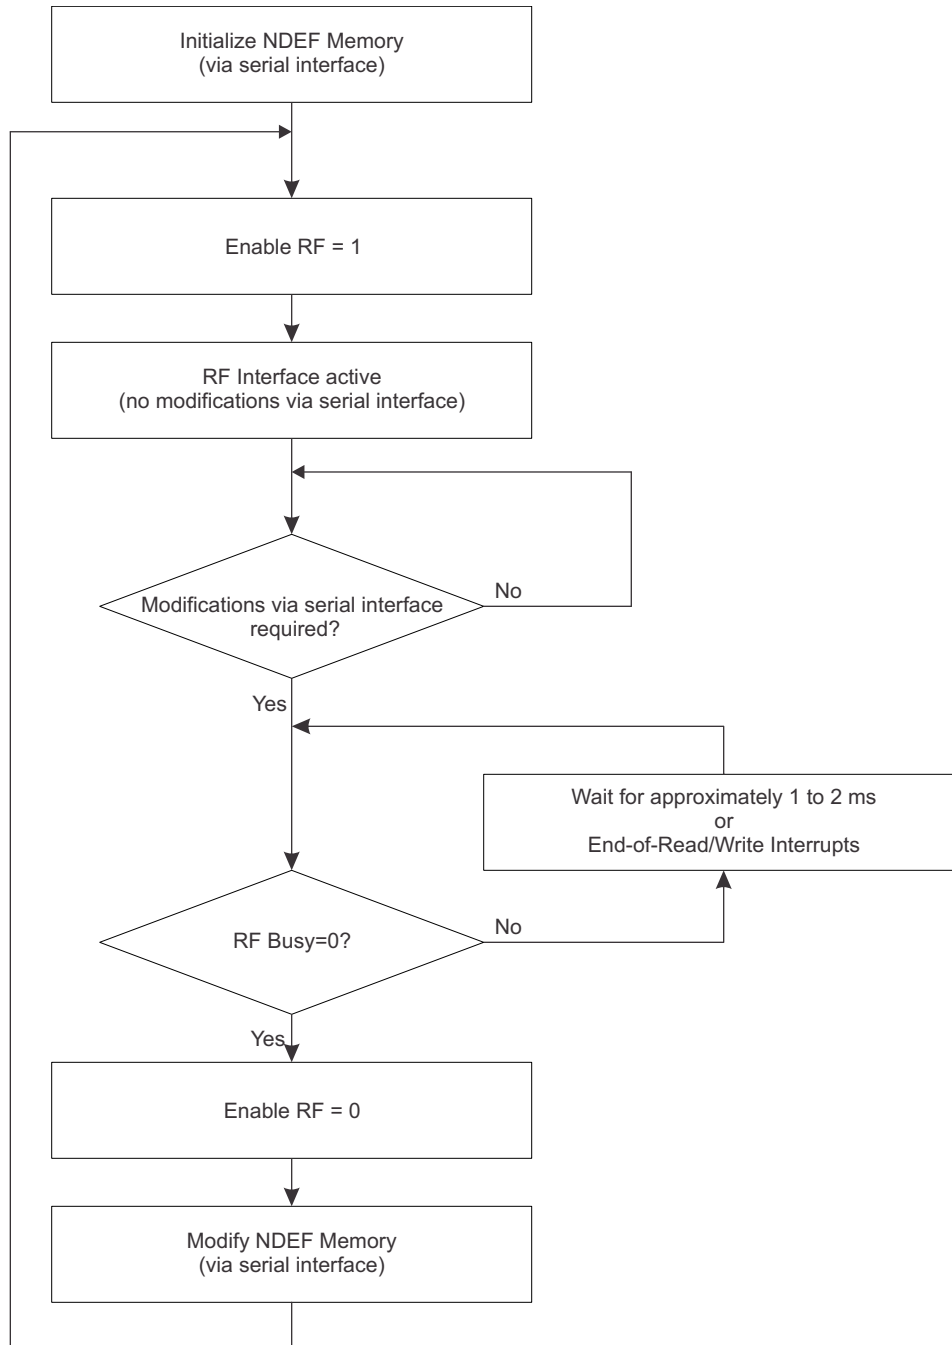 Initialize NDEF Memory
(via serial interface)
Enable RF = 1
RF Interface active
(no modifications via serial interface)
Modifications via serial interface
required?
No
Yes
Wait for approximately 1 to 2 ms
or
End-of-Read/Write Interrupts
RF Busy=0?
No
Yes
Enable RF = 0
Modify NDEF Memory
(via serial interface)